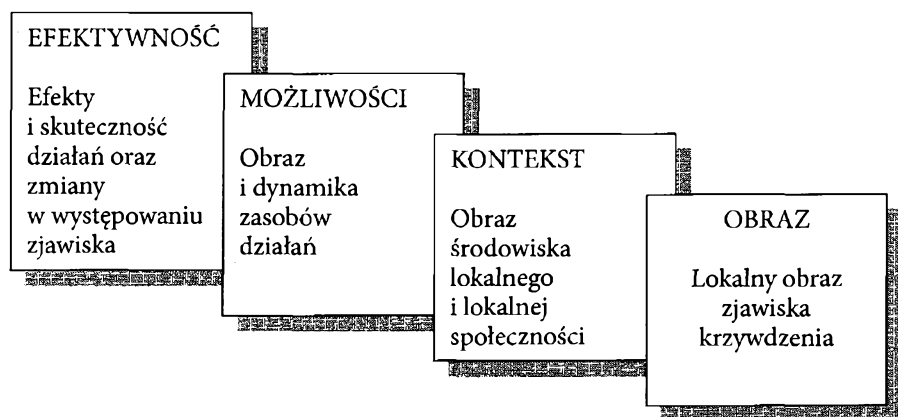 EFEKTYWNOŚĆ
Efekty
i skuteczność
działań oraz
zmiany
w występowaniu
zjawiska
MOŻLIWOŚCI
Obraz
i dynamika
zasobów
działań
KONTEKST
Obraz
środowiska
lokalnego
i lokalnej
społeczności
OBRAZ
Lokalny obraz
zjawiska
krzywdzenia